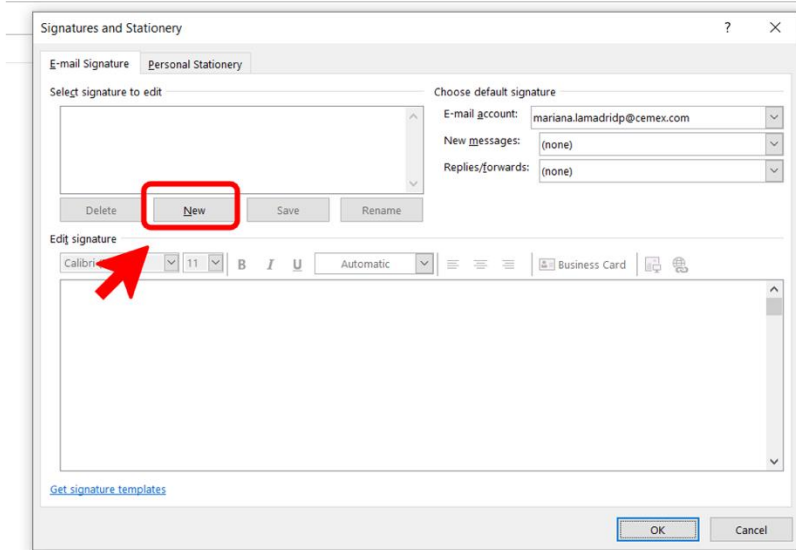 Signatures and Stationery ? ×
E-mail Signature Personal Stationery
Select signature to edit
Choose default signature
E-mail account: mariana.lamadridp@cemex.com
New messages: (none)
Replies/forwards: (none)
Delete New Save Rename
Edit signature
Calibri 11 B I U Automatic Business Card
Get signature templates
OK Cancel